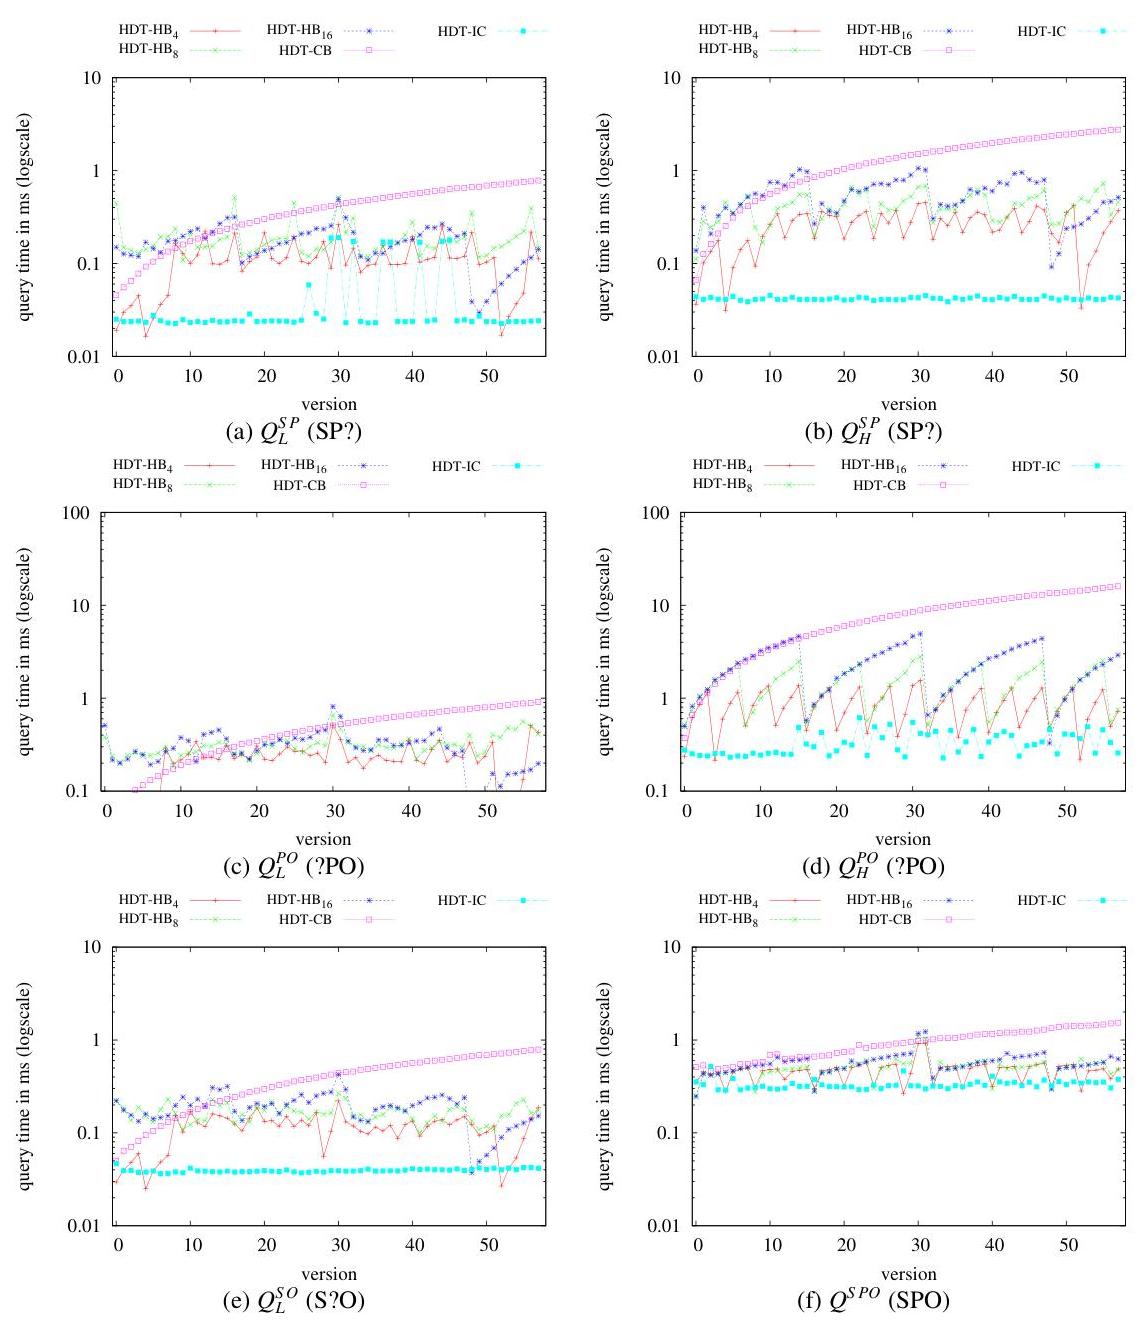 HDT-HB4 HDT-HB16 HDT-IC
HDT-HB8 HDT-CB
10
1
0.1
0.01
query time in ms (logscale)
0 10 20 30 40 50
version
(a) Q_L^{SP} (SP?)
HDT-HB4 HDT-HB16 HDT-IC
HDT-HB8 HDT-CB
10
1
0.1
0.01
query time in ms (logscale)
0 10 20 30 40 50
version
(b) Q_H^{SP} (SP?)
HDT-HB4 HDT-HB16 HDT-IC
HDT-HB8 HDT-CB
100
10
1
0.1
query time in ms (logscale)
0 10 20 30 40 50
version
(c) Q_L^{PO} (?PO)
HDT-HB4 HDT-HB16 HDT-IC
HDT-HB8 HDT-CB
100
10
1
0.1
query time in ms (logscale)
0 10 20 30 40 50
version
(d) Q_H^{PO} (?PO)
HDT-HB4 HDT-HB16 HDT-IC
HDT-HB8 HDT-CB
10
1
0.1
0.01
query time in ms (logscale)
0 10 20 30 40 50
version
(e) Q_L^{SO} (S?O)
HDT-HB4 HDT-HB16 HDT-IC
HDT-HB8 HDT-CB
10
1
0.1
0.01
query time in ms (logscale)
0 10 20 30 40 50
version
(f) Q^{SPO} (SPO)